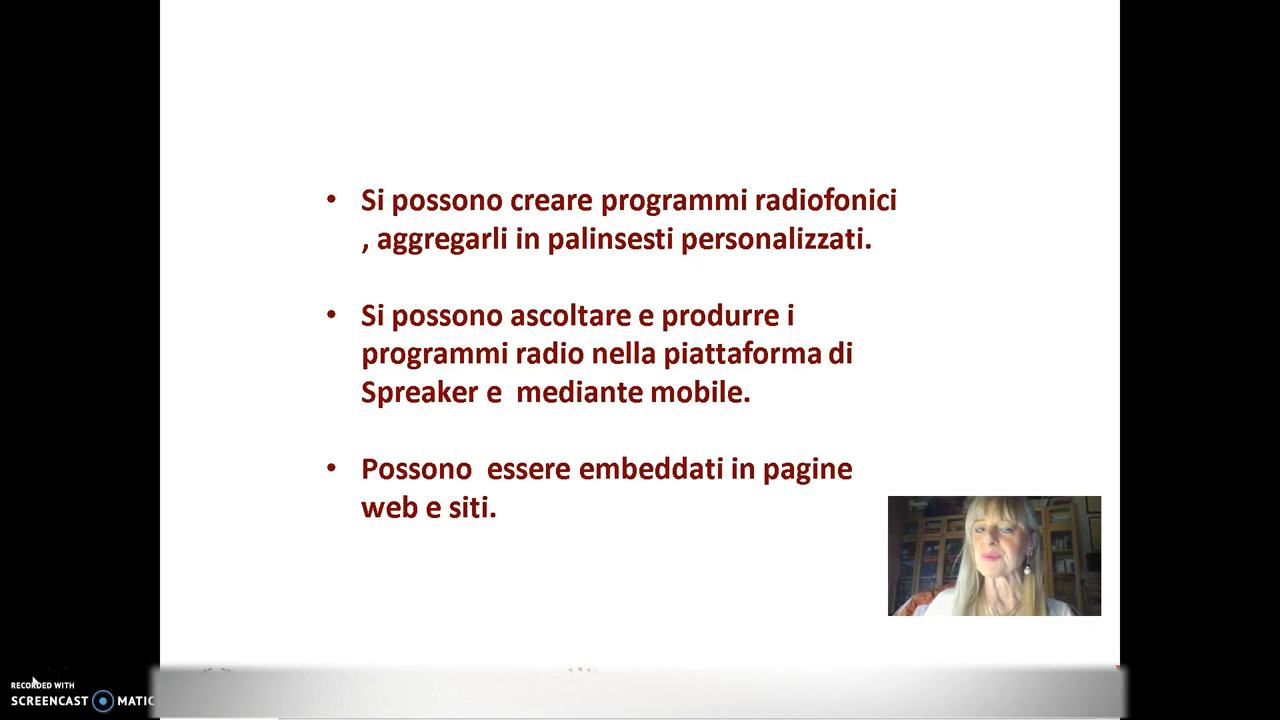 • Si possono creare programmi radiofonici
, aggregarli in palinsesti personalizzati.
• Si possono ascoltare e produrre i
programmi radio nella piattaforma di
Spreaker e  mediante mobile.
• Possono  essere embeddati in pagine
web e siti.
RECORDED WITH
SCREENCAST MATIC